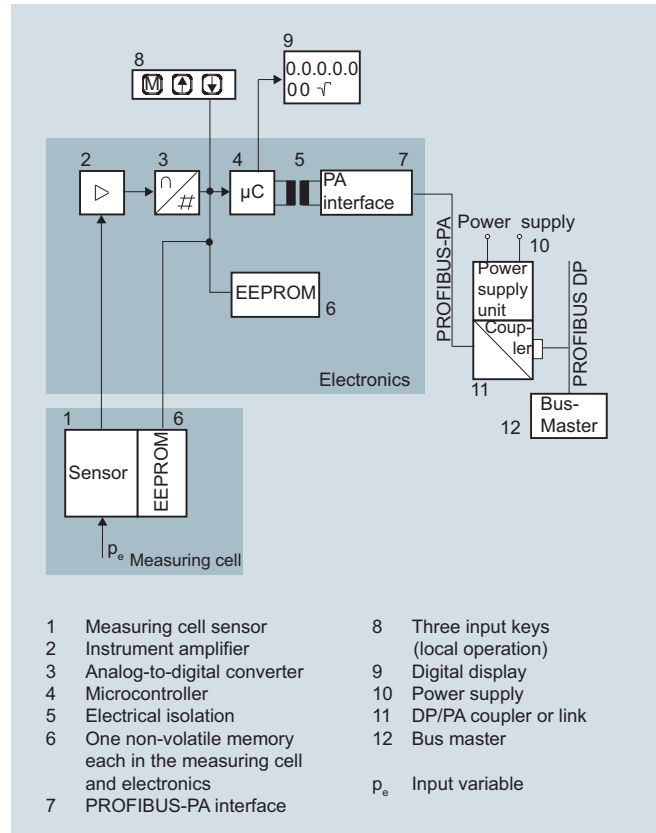 8
9
M
0.0.0.0.0
00 √
2
3
4
5
7
∩
#
µC
PA
interface
Power supply
10
PROFIBUS-PA
Power
supply
unit
PROFIBUS DP
EEPROM
6
Coup-
ler
Electronics
11
Bus-
Master
12
1
6
Sensor
EEPROM
pe
Measuring cell
1 Measuring cell sensor
2 Instrument amplifier
3 Analog-to-digital converter
4 Microcontroller
5 Electrical isolation
6 One non-volatile memory
each in the measuring cell
and electronics
7 PROFIBUS-PA interface
8 Three input keys
(local operation)
9 Digital display
10 Power supply
11 DP/PA coupler or link
12 Bus master
pe Input variable